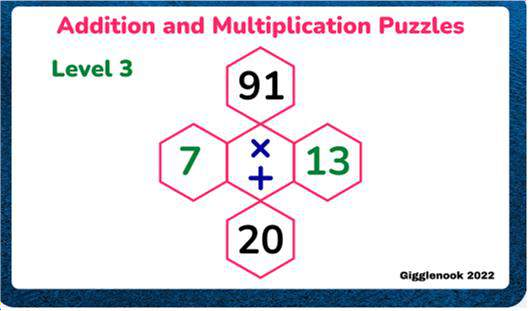 Addition and Multiplication Puzzles
Level 3
91
7 × 13
+
20
Gigglenook 2022